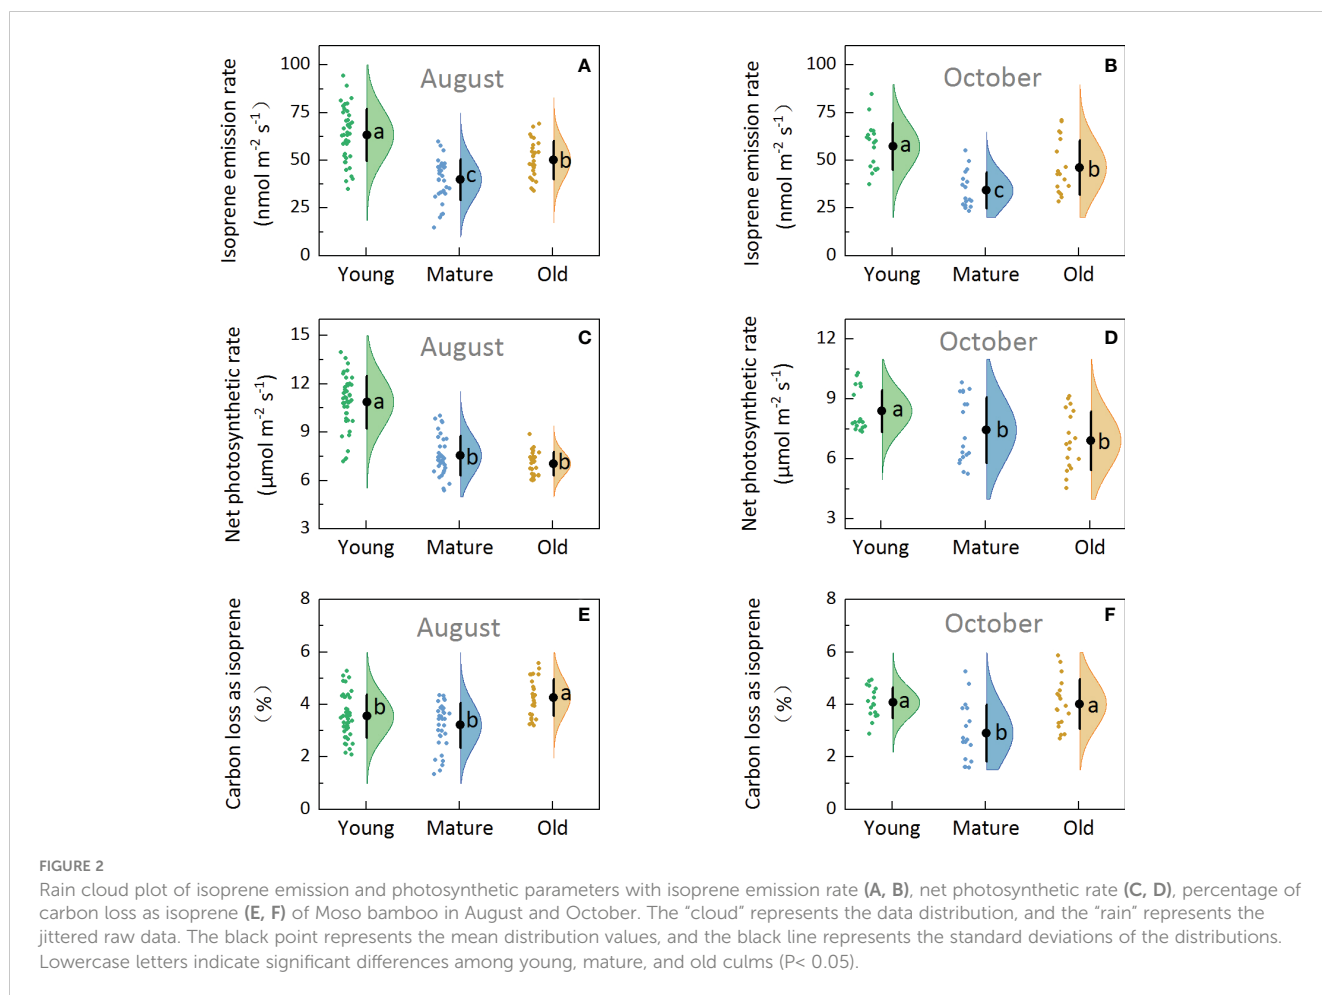 A
August
100
75
50
25
0
Isoprene emission rate
(nmol m⁻² s⁻¹)
a
c
b
Young Mature Old
B
October
100
75
50
25
0
Isoprene emission rate
(nmol m⁻² s⁻¹)
a
c
b
Young Mature Old
C
August
15
12
9
6
3
Net photosynthetic rate
(μmol m⁻² s⁻¹)
a
b
b
Young Mature Old
D
October
12
9
6
3
Net photosynthetic rate
(μmol m⁻² s⁻¹)
a
b
b
Young Mature Old
E
August
8
6
4
2
0
Carbon loss as isoprene
(%)
b
b
a
Young Mature Old
F
October
8
6
4
2
0
Carbon loss as isoprene
(%)
a
b
a
Young Mature Old
FIGURE 2
Rain cloud plot of isoprene emission and photosynthetic parameters with isoprene emission rate (A, B), net photosynthetic rate (C, D), percentage of
carbon loss as isoprene (E, F) of Moso bamboo in August and October. The “cloud” represents the data distribution, and the “rain” represents the
jittered raw data. The black point represents the mean distribution values, and the black line represents the standard deviations of the distributions.
Lowercase letters indicate significant differences among young, mature, and old culms (P< 0.05).